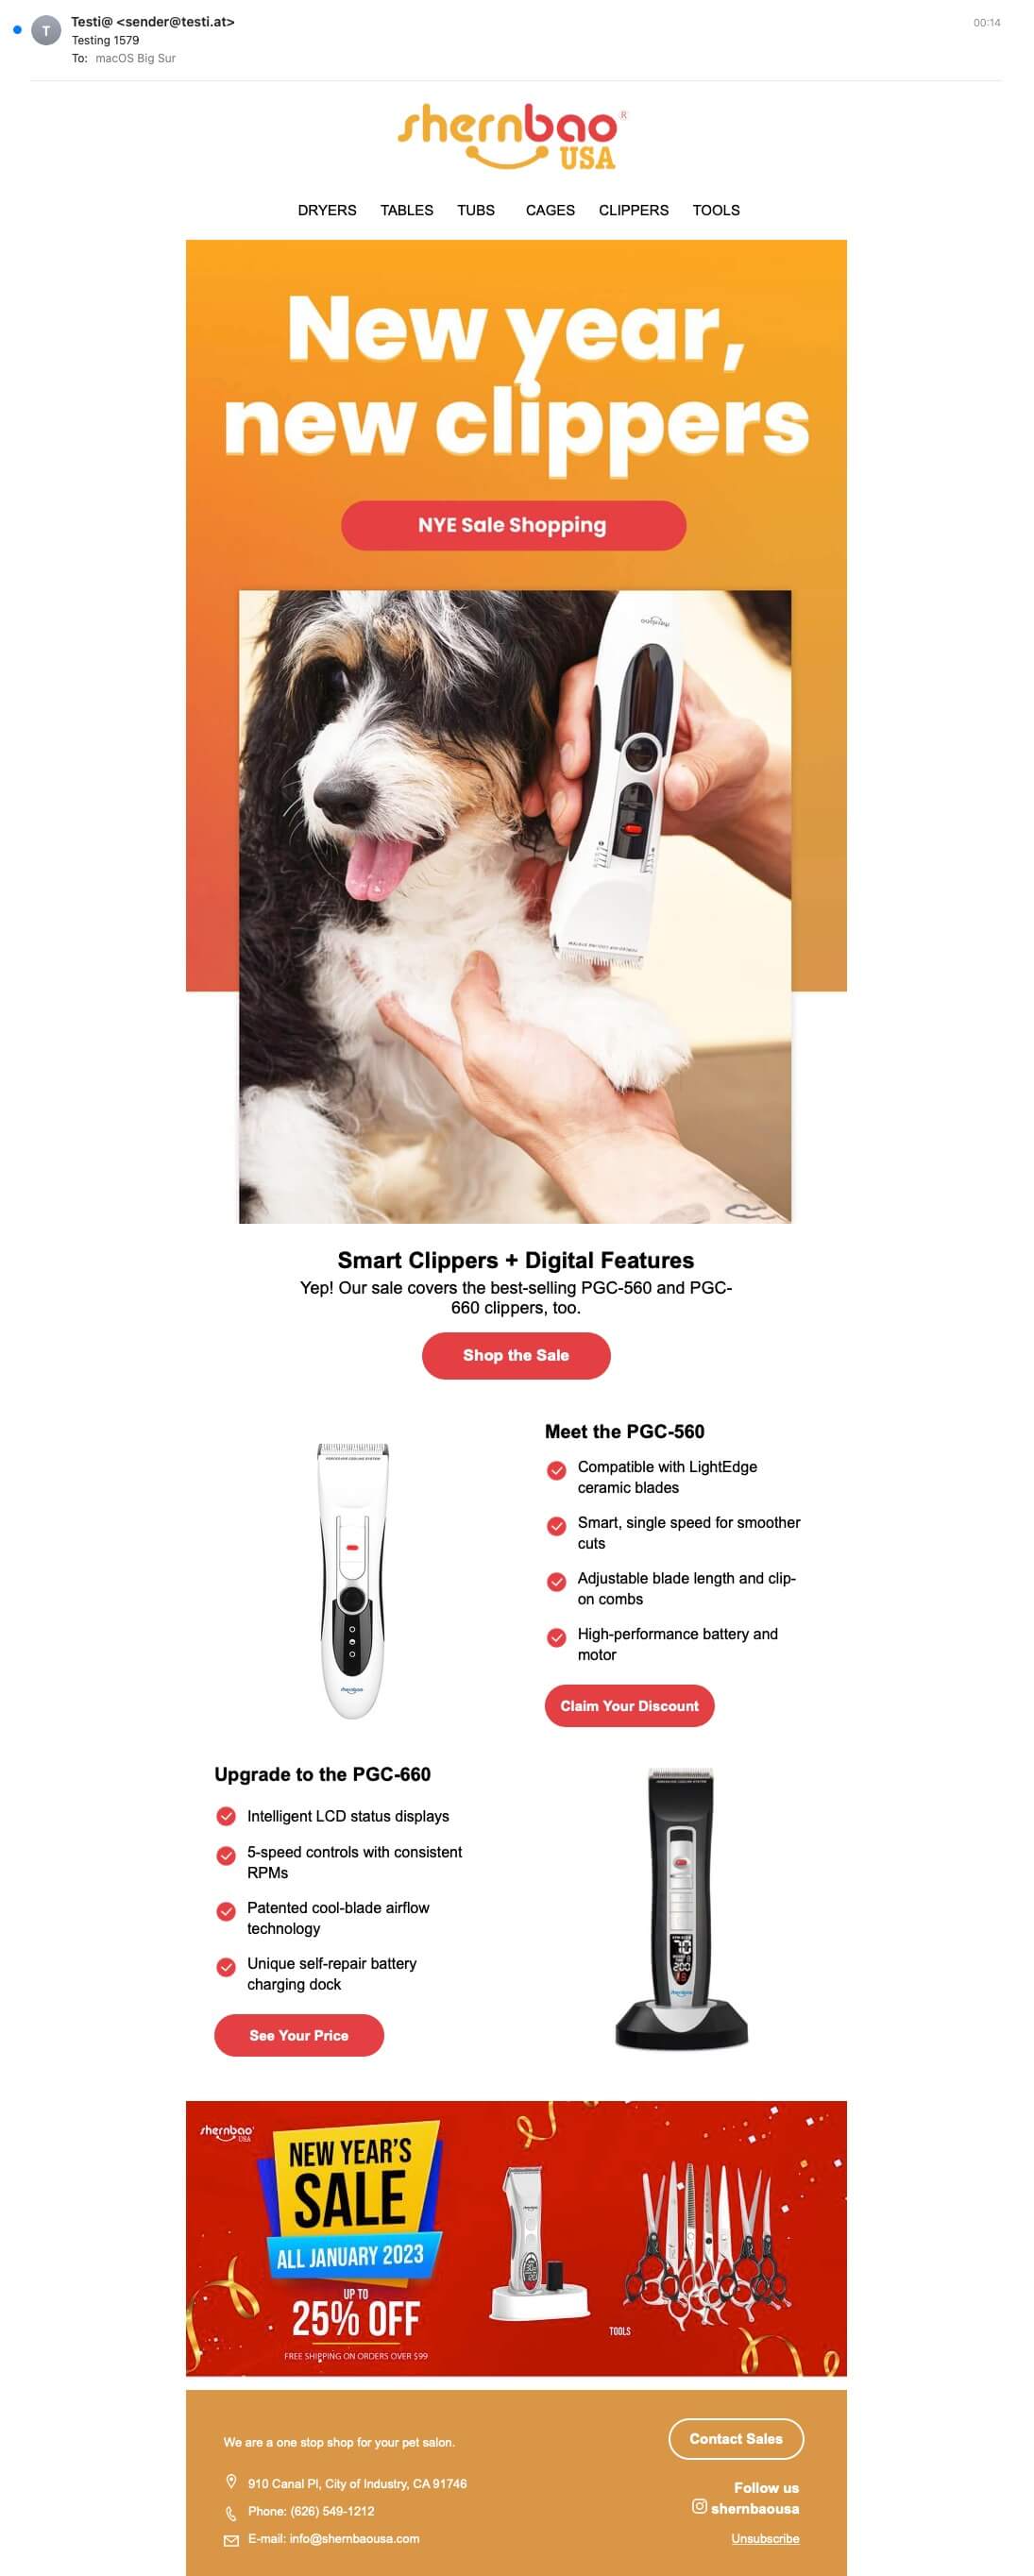 T
Testi@ <sender@testi.at>
00:14
Testing 1579
To: macOS Big Sur
shernbao®
USA
DRYERS TABLES TUBS CAGES CLIPPERS TOOLS
New year,
new clippers
NYE Sale Shopping
Smart Clippers + Digital Features
Yep! Our sale covers the best-selling PGC-560 and PGC-
660 clippers, too.
Shop the Sale
Meet the PGC-560
Compatible with LightEdge
ceramic blades
Smart, single speed for smoother
cuts
Adjustable blade length and clip-
on combs
High-performance battery and
motor
Claim Your Discount
shernbao
Upgrade to the PGC-660
Intelligent LCD status displays
5-speed controls with consistent
RPMs
Patented cool-blade airflow
technology
Unique self-repair battery
charging dock
See Your Price
70
200
shernbao
shernbao
USA
NEW YEAR'S
SALE
ALL JANUARY 2023
UP TO
25% OFF
FREE SHIPPING ON ORDERS OVER $99
shernbao
TOOLS
We are a one stop shop for your pet salon.
910 Canal Pl, City of Industry, CA 91746
Phone: (626) 549-1212
E-mail: info@shernbaousa.com
Contact Sales
Follow us
shernbaousa
Unsubscribe